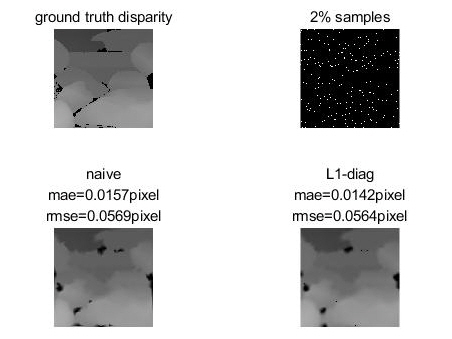 ground truth disparity
2% samples
naive
mae=0.0157pixel
rmse=0.0569pixel
L1-diag
mae=0.0142pixel
rmse=0.0564pixel